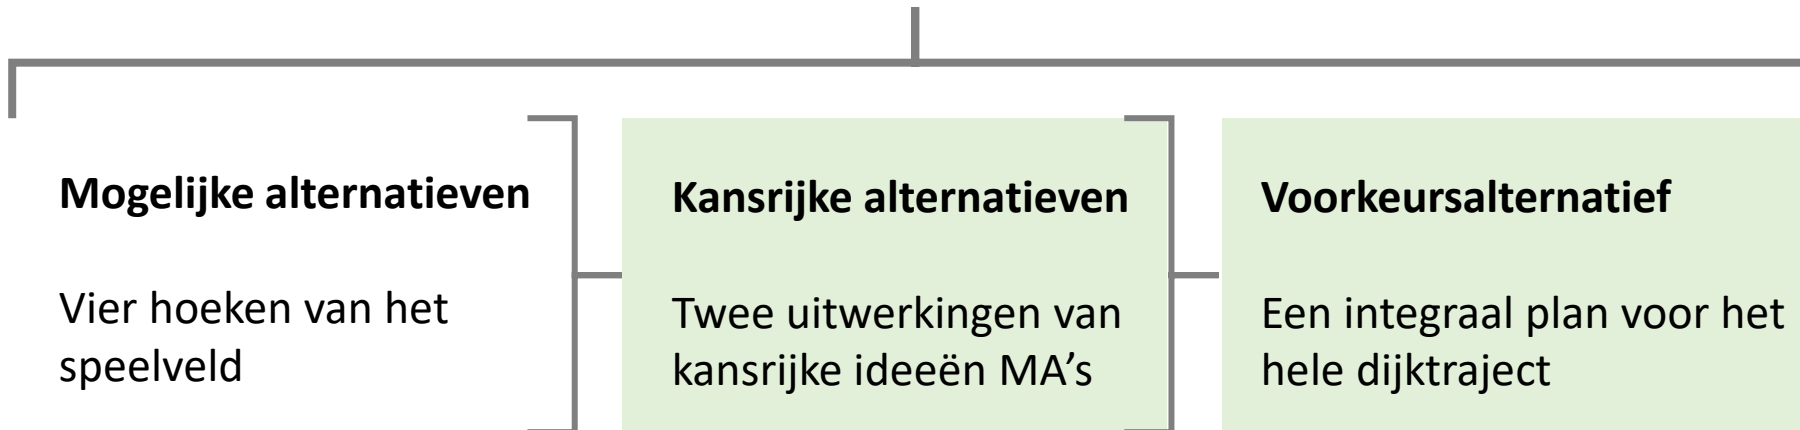 Mogelijke alternatieven
Vier hoeken van het
speelveld
Kansrijke alternatieven
Twee uitwerkingen van
kansrijke ideeën MA’s
Voorkeursalternatief
Een integraal plan voor het
hele dijktraject